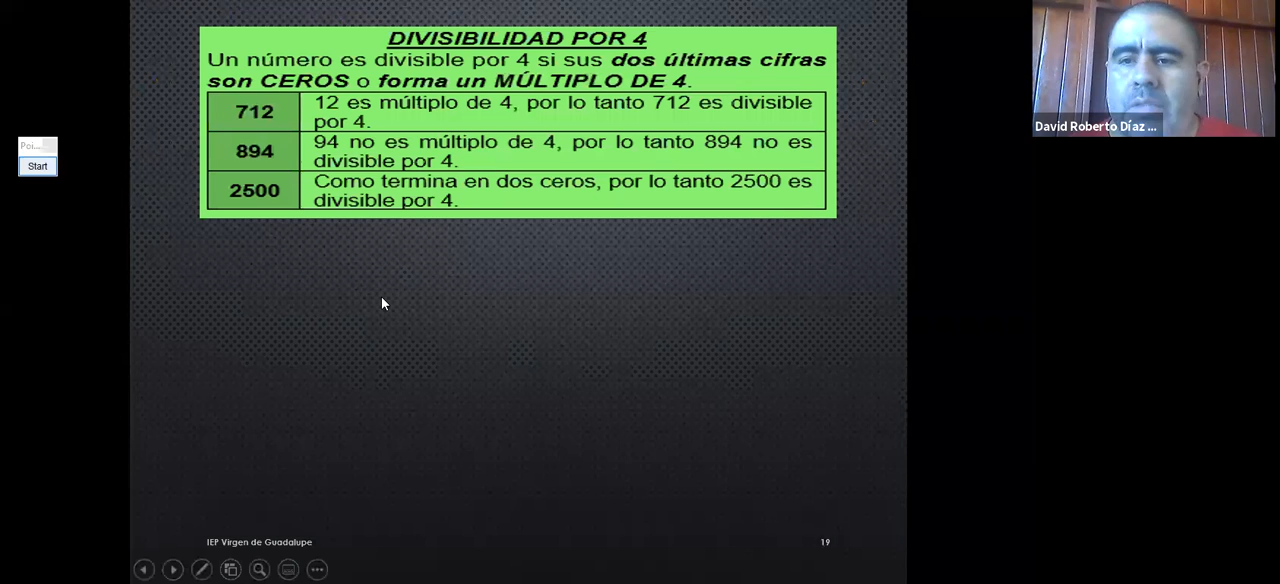 DIVISIBILIDAD POR 4
Un número es divisible por 4 si sus dos últimas cifras
son CEROS o forma un MÚLTIPLO DE 4.
712
12 es múltiplo de 4, por lo tanto 712 es divisible
por 4.
894
94 no es múltiplo de 4, por lo tanto 894 no es
divisible por 4.
2500
Como termina en dos ceros, por lo tanto 2500 es
divisible por 4.
David Roberto Díaz ...
Poi...
Start
IEP Virgen de Guadalupe
19